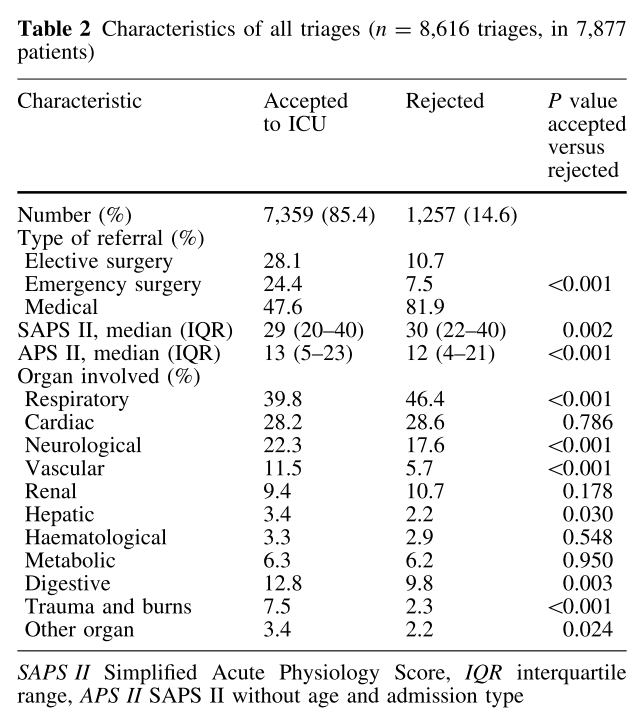 Table 2 Characteristics of all triages (n = 8,616 triages, in 7,877
patients)
Characteristic Accepted to ICU Rejected P value accepted versus rejected
Number (%) 7,359 (85.4) 1,257 (14.6)
Type of referral (%)
Elective surgery 28.1 10.7
Emergency surgery 24.4 7.5 <0.001
Medical 47.6 81.9
SAPS II, median (IQR) 29 (20–40) 30 (22–40) 0.002
APS II, median (IQR) 13 (5–23) 12 (4–21) <0.001
Organ involved (%)
Respiratory 39.8 46.4 <0.001
Cardiac 28.2 28.6 0.786
Neurological 22.3 17.6 <0.001
Vascular 11.5 5.7 <0.001
Renal 9.4 10.7 0.178
Hepatic 3.4 2.2 0.030
Haematological 3.3 2.9 0.548
Metabolic 6.3 6.2 0.950
Digestive 12.8 9.8 0.003
Trauma and burns 7.5 2.3 <0.001
Other organ 3.4 2.2 0.024
SAPS II Simplified Acute Physiology Score, IQR interquartile
range, APS II SAPS II without age and admission type